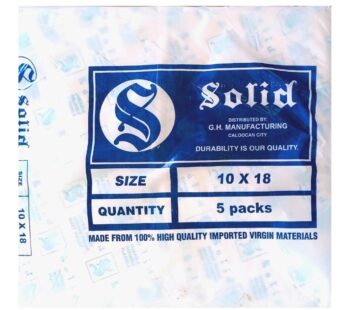 S
Solid
DISTRIBUTED BY:
G.H. MANUFACTURING
CALOOCAN CITY
DURABILITY IS OUR QUALITY
SIZE 10 X 18
QUANTITY 5 packs
MADE FROM 100% HIGH QUALITY IMPORTED VIRGIN MATERIALS
S
Solid
SIZE
10 X 18